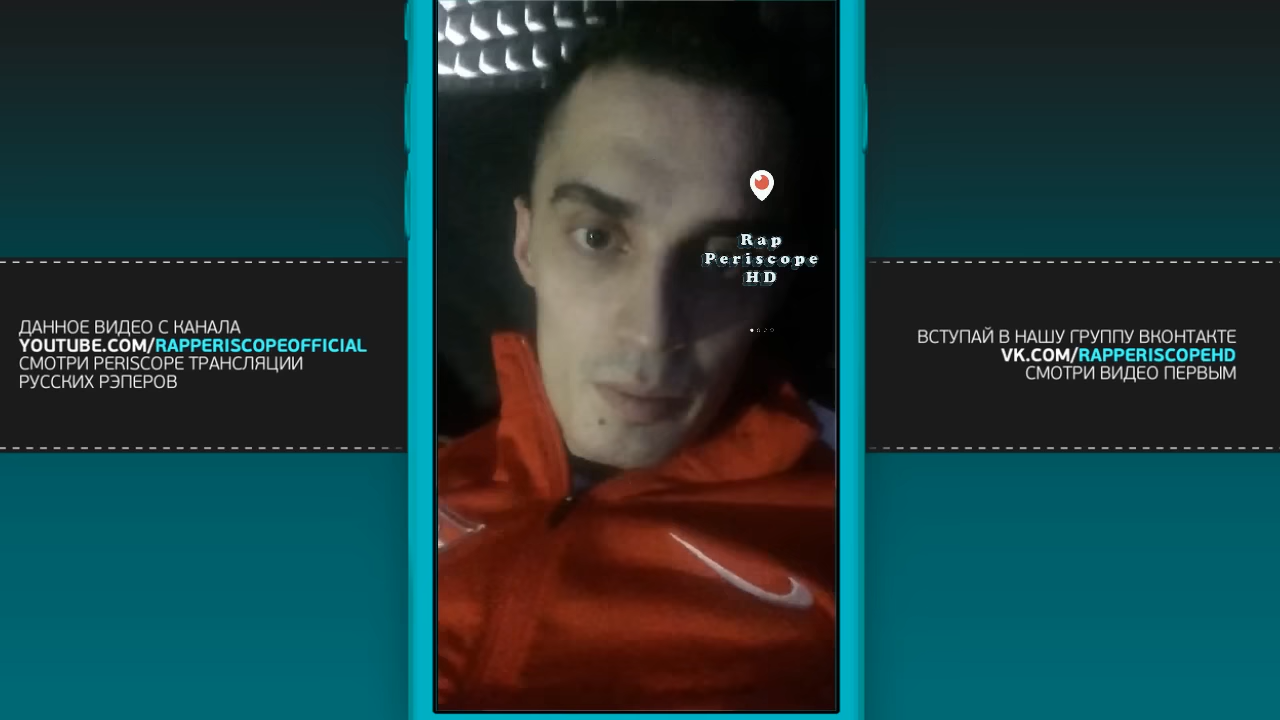 ДАННОЕ ВИДЕО С КАНАЛА
YOUTUBE.COM/RAPPERISCOPEOFFICIAL
СМОТРИ PERISCOPE ТРАНСЛЯЦИИ
РУССКИХ РЭПЕРОВ
Rap
Periscope
HD
ВСТУПАЙ В НАШУ ГРУППУ ВКОНТАКТЕ
VK.COM/RAPPERISCOPEHD
СМОТРИ ВИДЕО ПЕРВЫМ